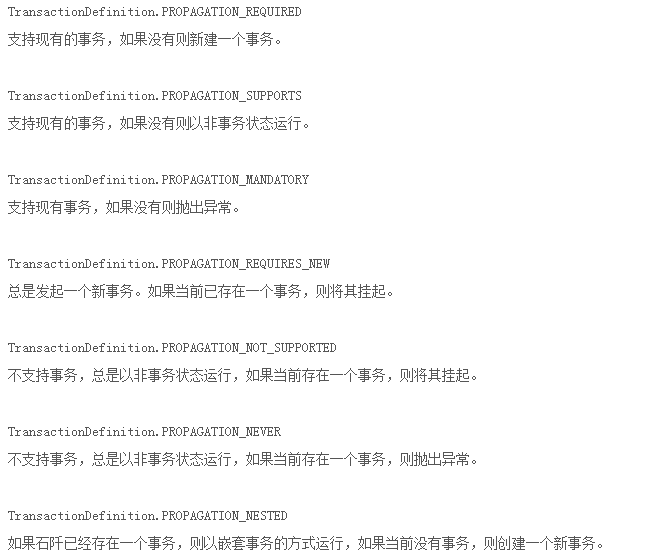 TransactionDefinition.PROPAGATION_REQUIRED
支持现有的事务，如果没有则新建一个事务。
TransactionDefinition.PROPAGATION_SUPPORTS
支持现有的事务，如果没有则以非事务状态运行。
TransactionDefinition.PROPAGATION_MANDATORY
支持现有事务，如果没有则抛出异常。
TransactionDefinition.PROPAGATION_REQUIRES_NEW
总是发起一个新事务。如果当前已存在一个事务，则将其挂起。
TransactionDefinition.PROPAGATION_NOT_SUPPORTED
不支持事务，总是以非事务状态运行，如果当前存在一个事务，则将其挂起。
TransactionDefinition.PROPAGATION_NEVER
不支持事务，总是以非事务状态运行，如果当前存在一个事务，则抛出异常。
TransactionDefinition.PROPAGATION_NESTED
如果石阡已经存在一个事务，则以嵌套事务的方式运行，如果当前没有事务，则创建一个新事务。